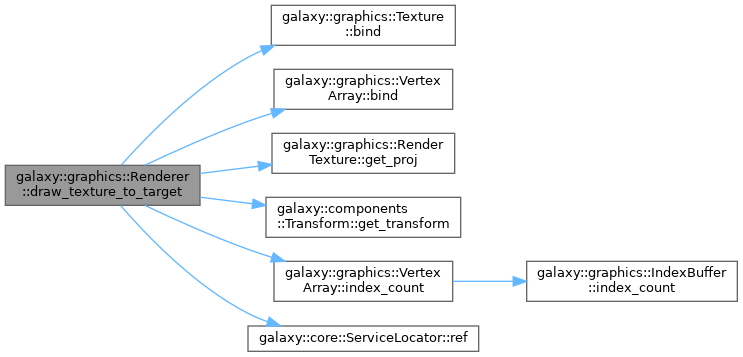 galaxy::graphics::Texture
::bind
galaxy::graphics::Vertex
Array::bind
galaxy::graphics::Render
Texture::get_proj
galaxy::graphics::Renderer
::draw_texture_to_target
galaxy::components
::Transform::get_transform
galaxy::graphics::Vertex
Array::index_count
galaxy::graphics::IndexBuffer
::index_count
galaxy::core::ServiceLocator::ref